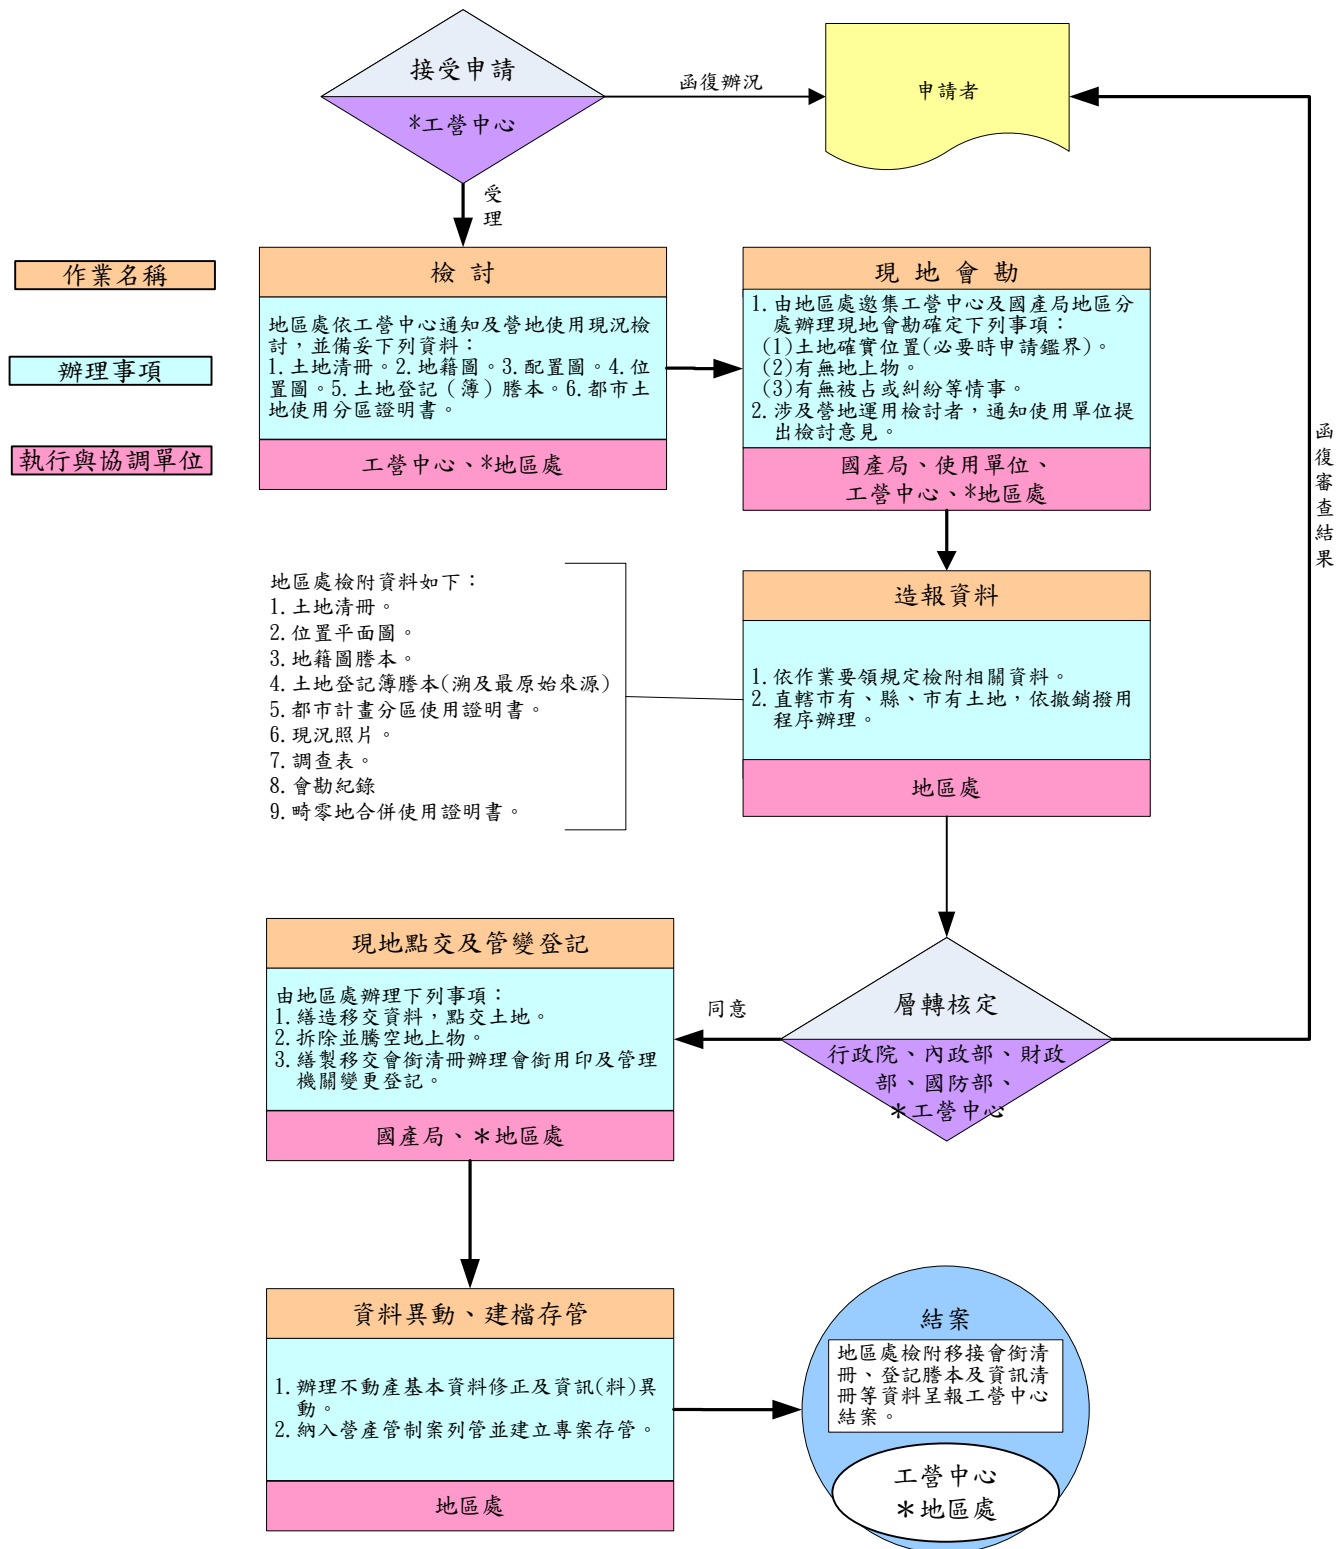 接受申請
*工營中心
函復辦況
申請者
受
理
作業名稱
辦理事項
執行與協調單位
檢 討
地區處依工營中心通知及營地使用現況檢
討，並備妥下列資料：
1.土地清冊。2.地籍圖。3.配置圖。4.位
置圖。5.土地登記（簿）謄本。6.都市土
地使用分區證明書。
工營中心、*地區處
現 地 會 勘
1.由地區處邀集工營中心及國產局地區分
處辦理現地會勘確定下列事項：
(1)土地確實位置(必要時申請鑑界)。
(2)有無地上物。
(3)有無被占或糾紛等情事。
2.涉及營地運用檢討者，通知使用單位提
出檢討意見。
國產局、使用單位、
工營中心、*地區處
函
復
審
查
結
果
地區處檢附資料如下：
1.土地清冊。
2.位置平面圖。
3.地籍圖謄本。
4.土地登記簿謄本(溯及最原始來源)
5.都市計畫分區使用證明書。
6.現況照片。
7.調查表。
8.會勘紀錄
9.畸零地合併使用證明書。
造報資料
1.依作業要領規定檢附相關資料。
2.直轄市有、縣、市有土地，依撤銷撥用
程序辦理。
地區處
層轉核定
行政院、內政部、財政
部、國防部、
＊工營中心
同意
現地點交及管變登記
由地區處辦理下列事項：
1.繕造移交資料，點交土地。
2.拆除並騰空地上物。
3.繕製移交會銜清冊辦理會銜用印及管理
機關變更登記。
國產局、＊地區處
資料異動、建檔存管
1.辦理不動產基本資料修正及資訊(料)異
動。
2.納入營產管制案列管並建立專案存管。
地區處
結案
地區處檢附移接會銜清
冊、登記謄本及資訊清
冊等資料呈報工營中心
結案。
工營中心
＊地區處